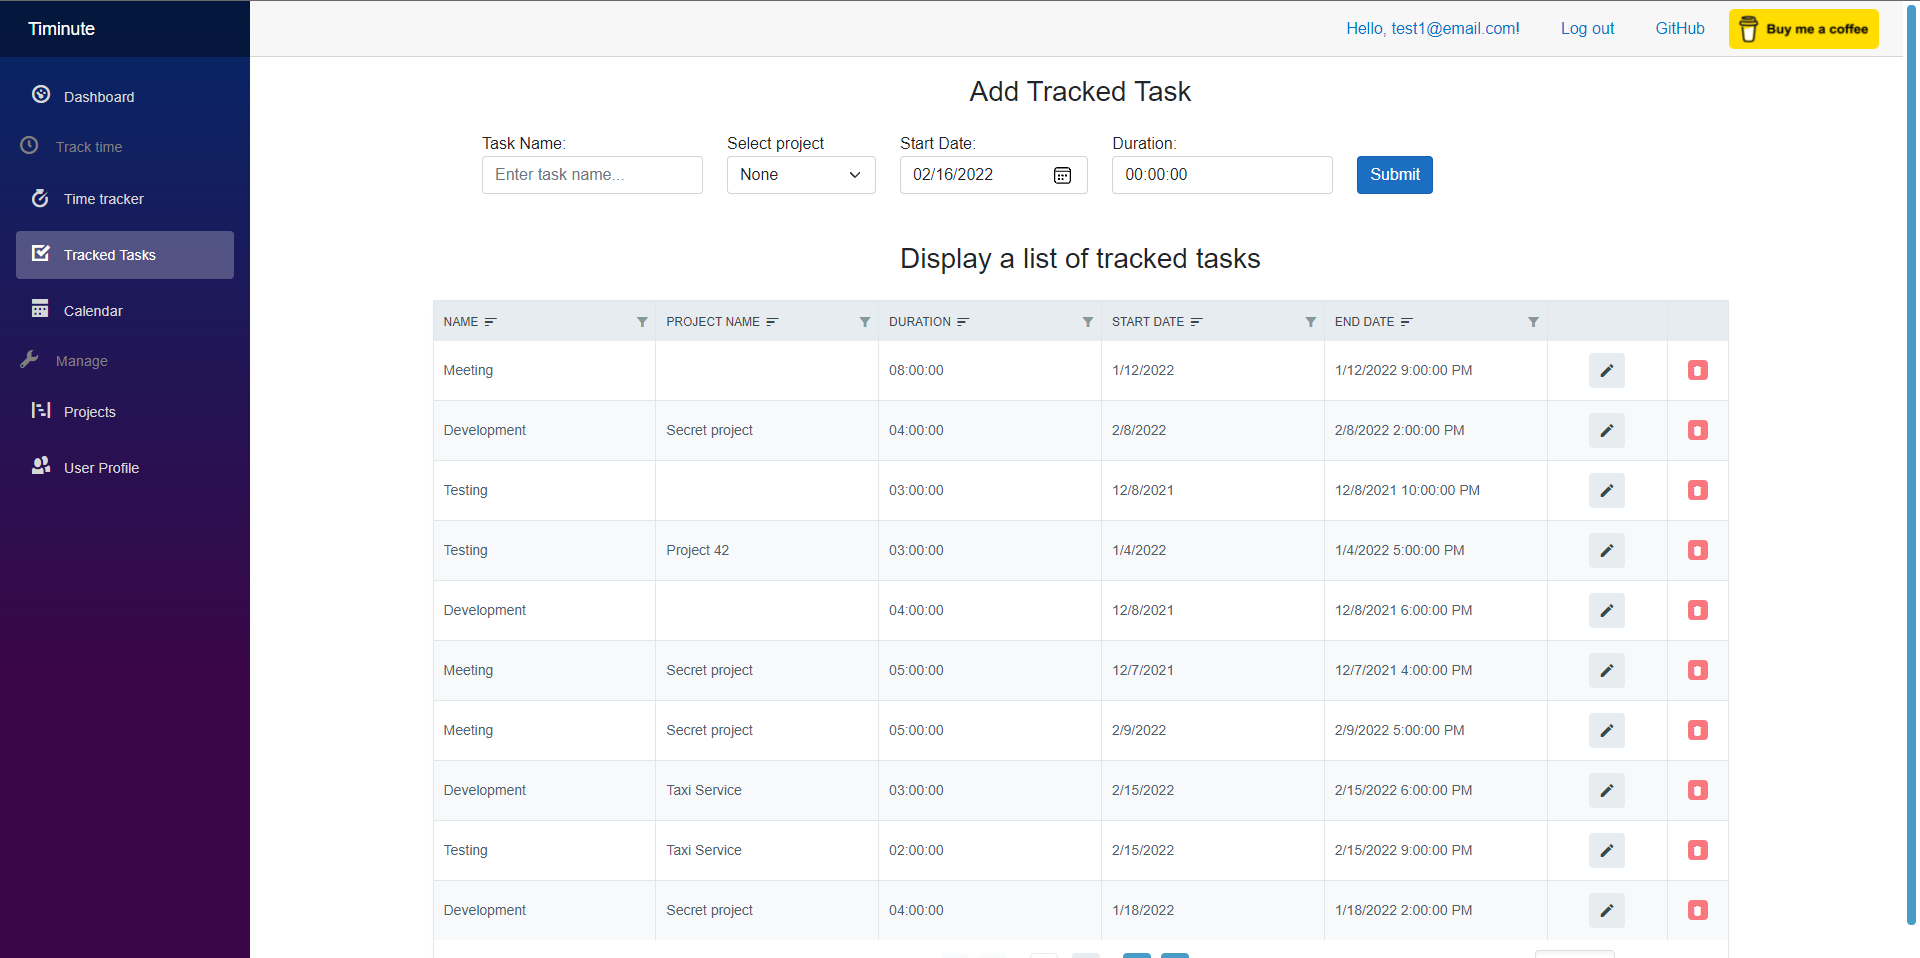 Timinute
Hello, test1@email.com! Log out GitHub Buy me a coffee
Dashboard
Track time
Time tracker
Tracked Tasks
Calendar
Manage
Projects
User Profile
Add Tracked Task
Task Name: Select project Start Date: Duration:
Enter task name... None 02/16/2022 00:00:00 Submit
Display a list of tracked tasks
NAME PROJECT NAME DURATION START DATE END DATE
Meeting 08:00:00 1/12/2022 1/12/2022 9:00:00 PM
Development Secret project 04:00:00 2/8/2022 2/8/2022 2:00:00 PM
Testing 03:00:00 12/8/2021 12/8/2021 10:00:00 PM
Testing Project 42 03:00:00 1/4/2022 1/4/2022 5:00:00 PM
Development 04:00:00 12/8/2021 12/8/2021 6:00:00 PM
Meeting Secret project 05:00:00 12/7/2021 12/7/2021 4:00:00 PM
Meeting Secret project 05:00:00 2/9/2022 2/9/2022 5:00:00 PM
Development Taxi Service 03:00:00 2/15/2022 2/15/2022 6:00:00 PM
Testing Taxi Service 02:00:00 2/15/2022 2/15/2022 9:00:00 PM
Development Secret project 04:00:00 1/18/2022 1/18/2022 2:00:00 PM